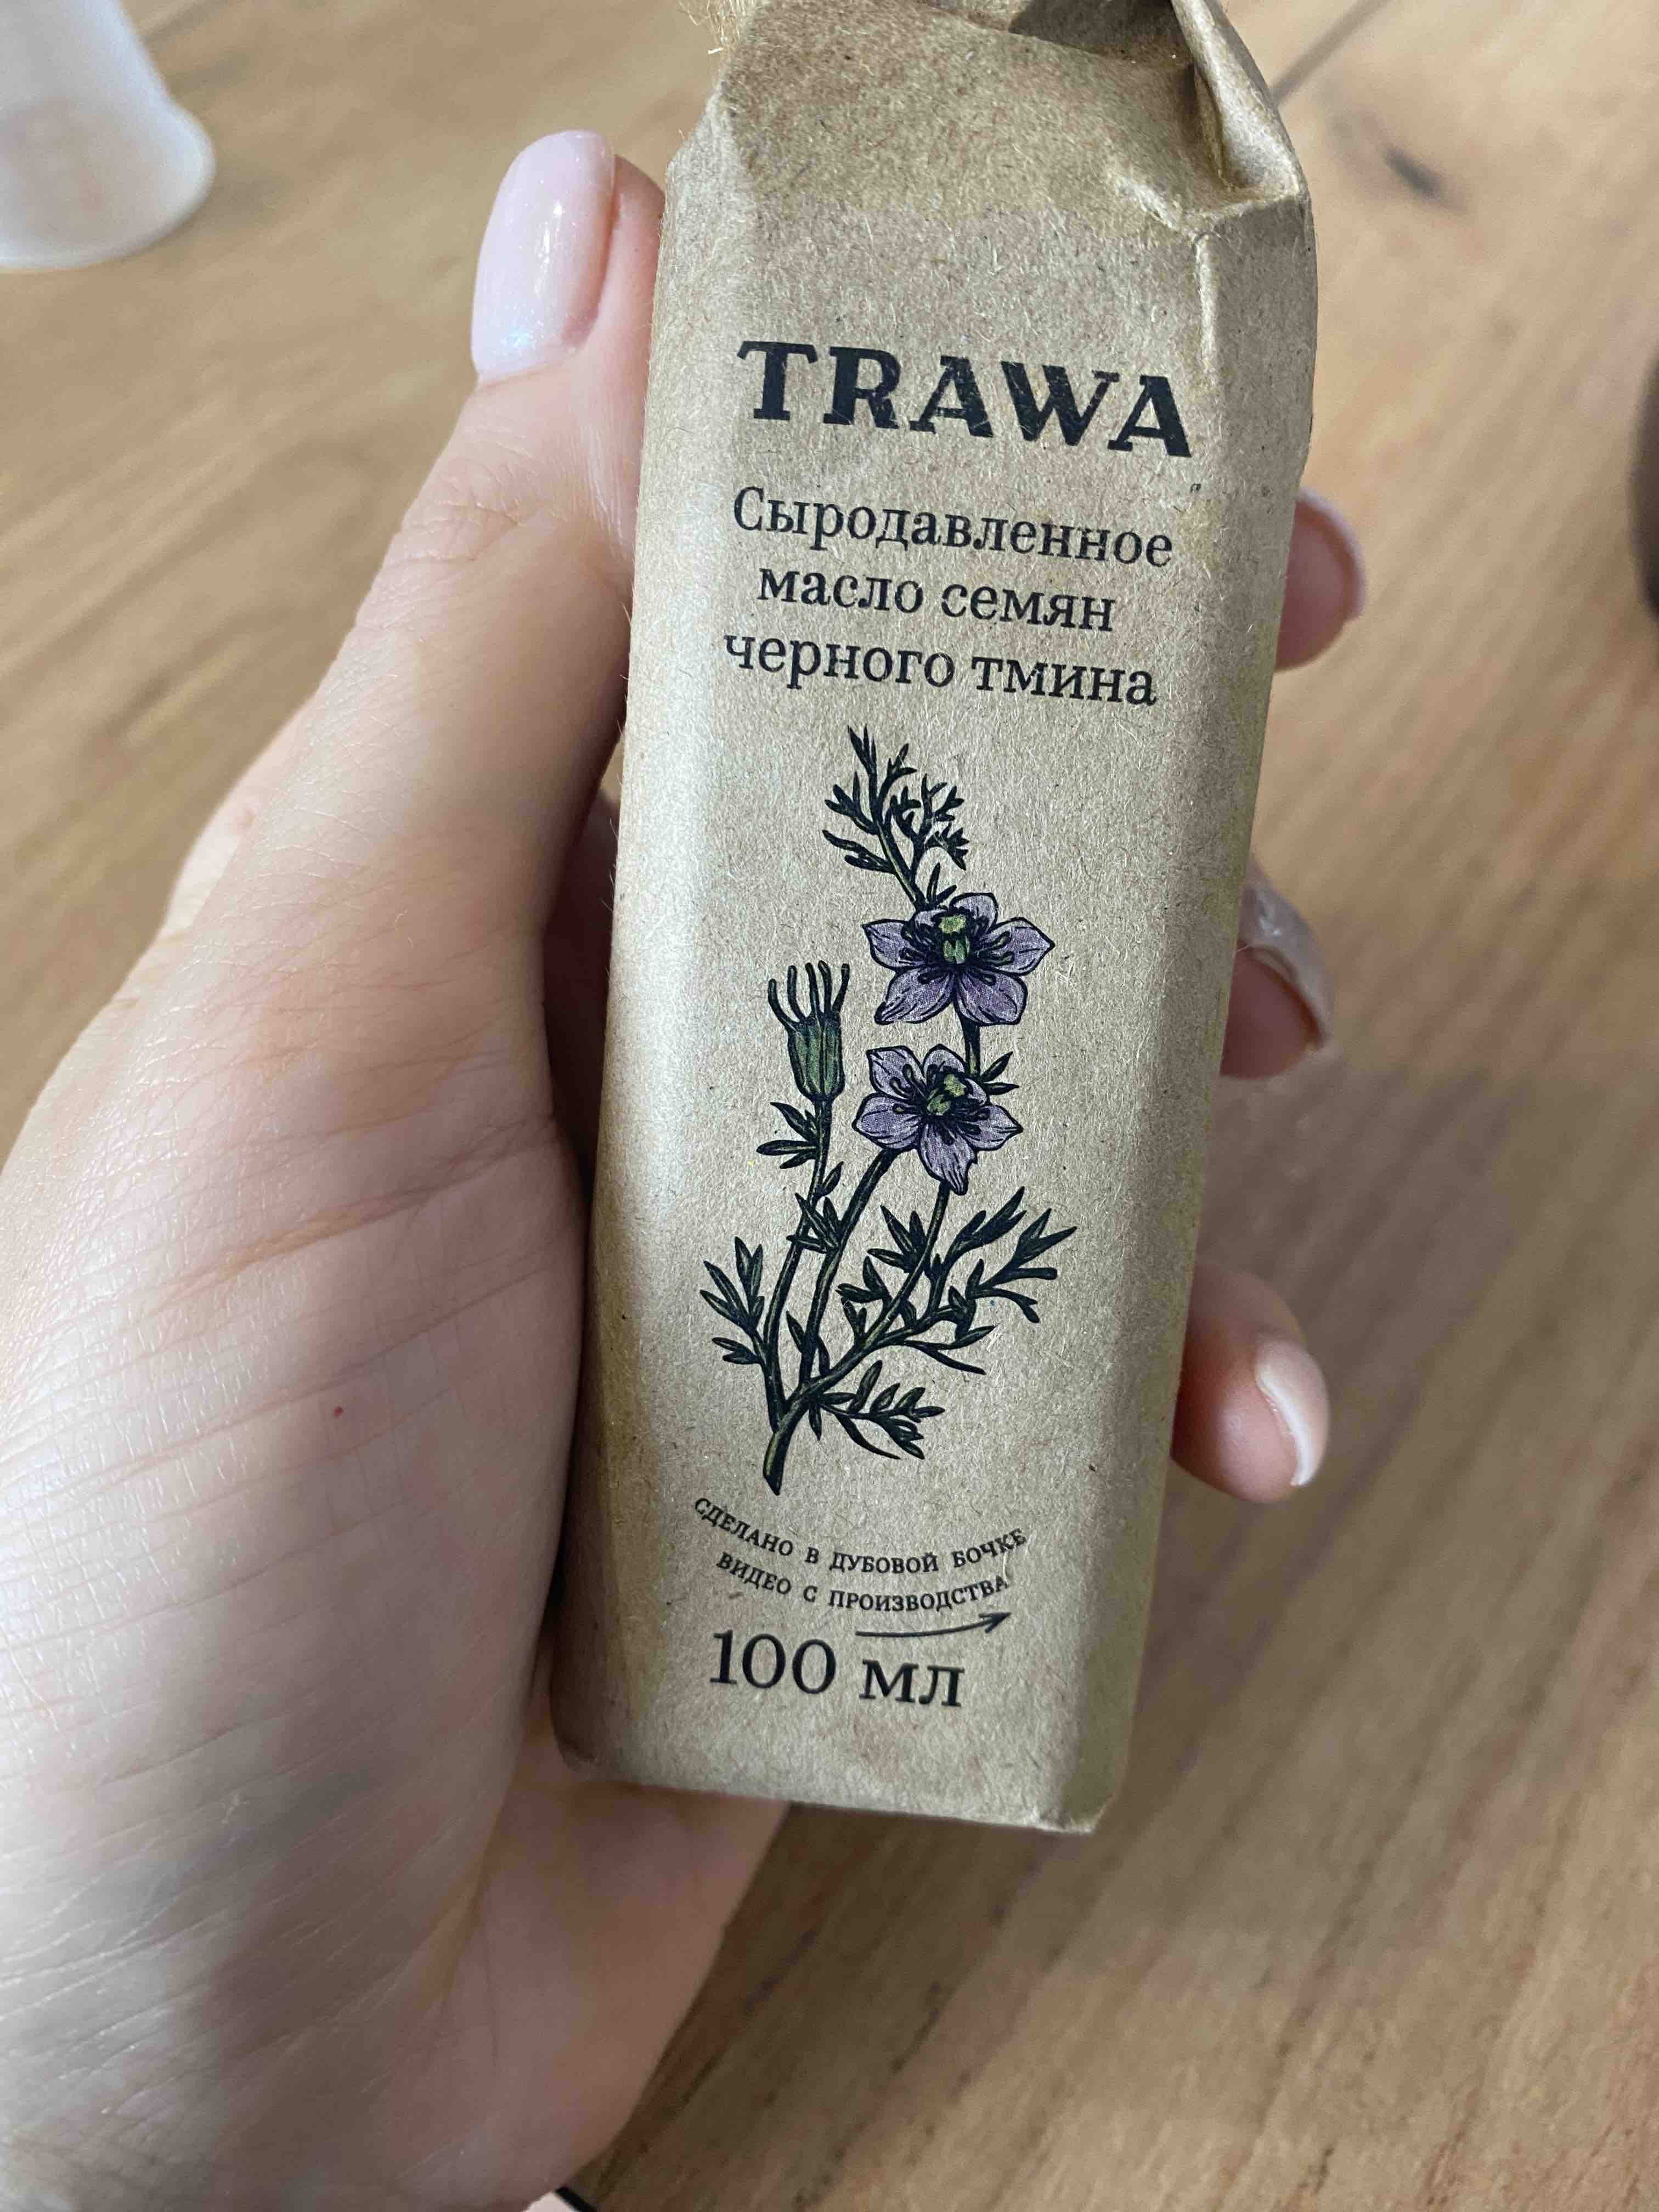 TRAWA
Сыродавленное
масло семян
черного тмина
СДЕЛАНО В ДУБОВОЙ БОЧКЕ
ВИДЕО С ПРОИЗВОДСТВА
100 мл